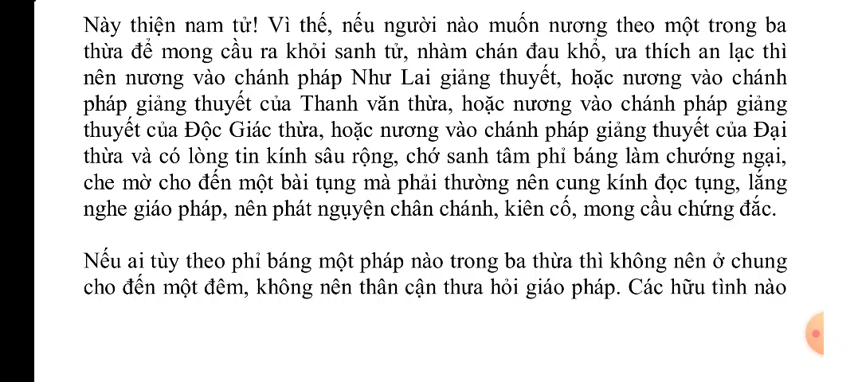 Này thiện nam tử! Vì thế, nếu người nào muốn nương theo một trong ba
thừa để mong cầu ra khỏi sanh tử, nhàm chán đau khổ, ưa thích an lạc thì
nên nương vào chánh pháp Như Lai giảng thuyết, hoặc nương vào chánh
pháp giảng thuyết của Thanh văn thừa, hoặc nương vào chánh pháp giảng
thuyết của Độc Giác thừa, hoặc nương vào chánh pháp giảng thuyết của Đại
thừa và có lòng tin kính sâu rộng, chớ sanh tâm phỉ báng làm chướng ngại,
che mờ cho đến một bài tụng mà phải thường nên cung kính đọc tụng, lắng
nghe giáo pháp, nên phát ngụyện chân chánh, kiên cố, mong cầu chứng đắc.
Nếu ai tùy theo phỉ báng một pháp nào trong ba thừa thì không nên ở chung
cho đến một đêm, không nên thân cận thưa hỏi giáo pháp. Các hữu tình nào